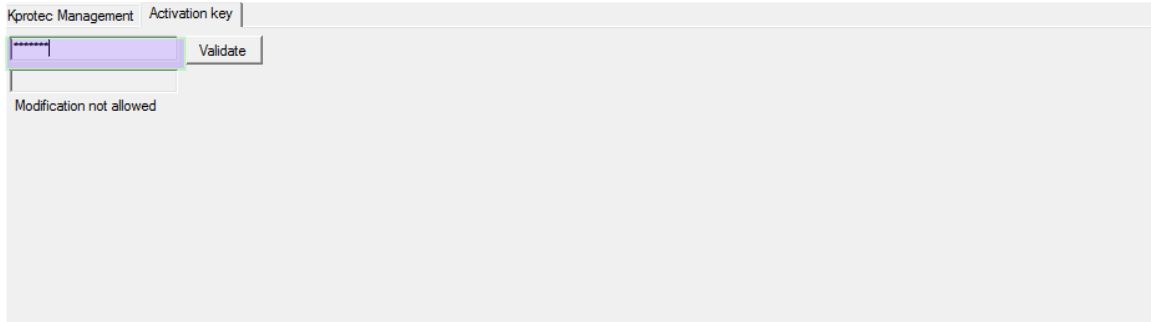 Kprotec Management Activation key
******* Validate
Modification not allowed